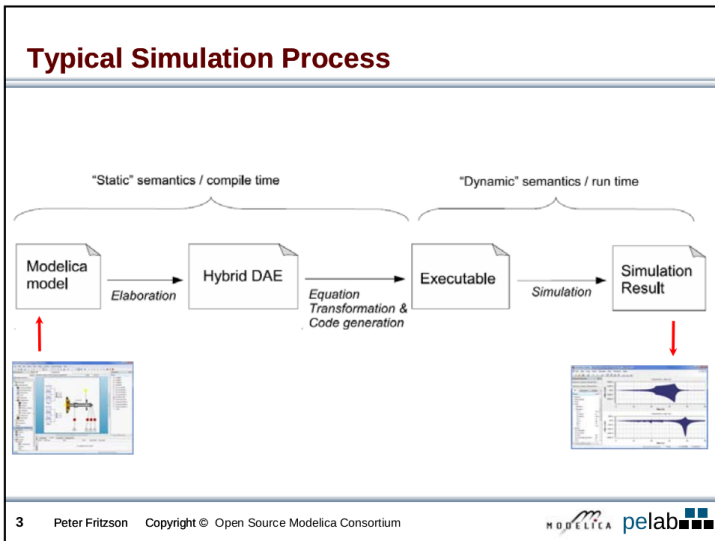 Typical Simulation Process
"Static" semantics / compile time
"Dynamic" semantics / run time
Modelica
model
Elaboration
Hybrid DAE
Equation
Transformation &
Code generation
Executable
Simulation
Simulation
Result
3 Peter Fritzson Copyright © Open Source Modelica Consortium
MODELICA pelab